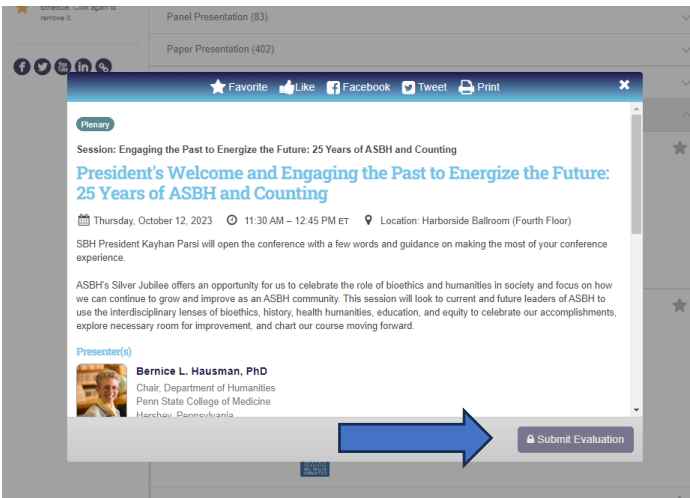 schedule. Click again to
remove it.
Panel Presentation (83)
Paper Presentation (402)
Favorite Like Facebook Tweet Print
Plenary
Session: Engaging the Past to Energize the Future: 25 Years of ASBH and Counting
President's Welcome and Engaging the Past to Energize the Future:
25 Years of ASBH and Counting
Thursday, October 12, 2023 11:30 AM – 12:45 PM ET Location: Harborside Ballroom (Fourth Floor)
SBH President Kayhan Parsi will open the conference with a few words and guidance on making the most of your conference
experience.
ASBH's Silver Jubilee offers an opportunity for us to celebrate the role of bioethics and humanities in society and focus on how
we can continue to grow and improve as an ASBH community. This session will look to current and future leaders of ASBH to
use the interdisciplinary lenses of bioethics, history, health humanities, education, and equity to celebrate our accomplishments,
explore necessary room for improvement, and chart our course moving forward.
Presenter(s)
Bernice L. Hausman, PhD
Chair, Department of Humanities
Penn State College of Medicine
Hershey, Pennsylvania
Submit Evaluation